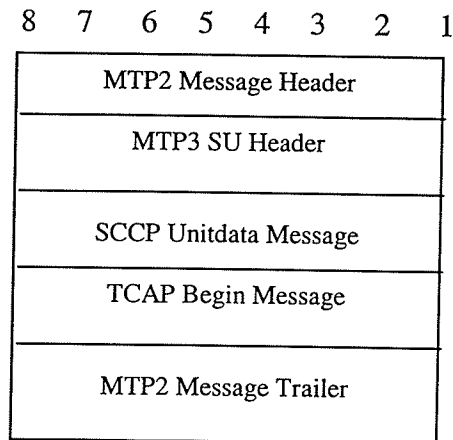 8 7 6 5 4 3 2 1
MTP2 Message Header
MTP3 SU Header
SCCP Unitdata Message
TCAP Begin Message
MTP2 Message Trailer